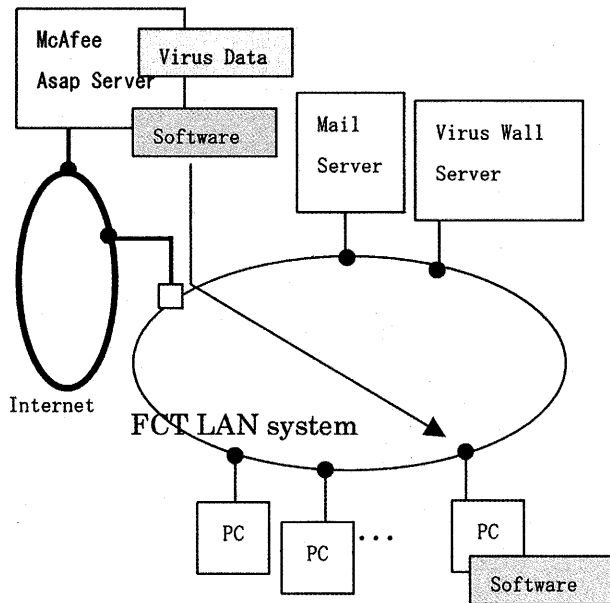 McAfee
Asap Server
Virus Data
Software
Mail
Server
Virus Wall
Server
Internet
FCT LAN system
PC
PC
...
PC
Software